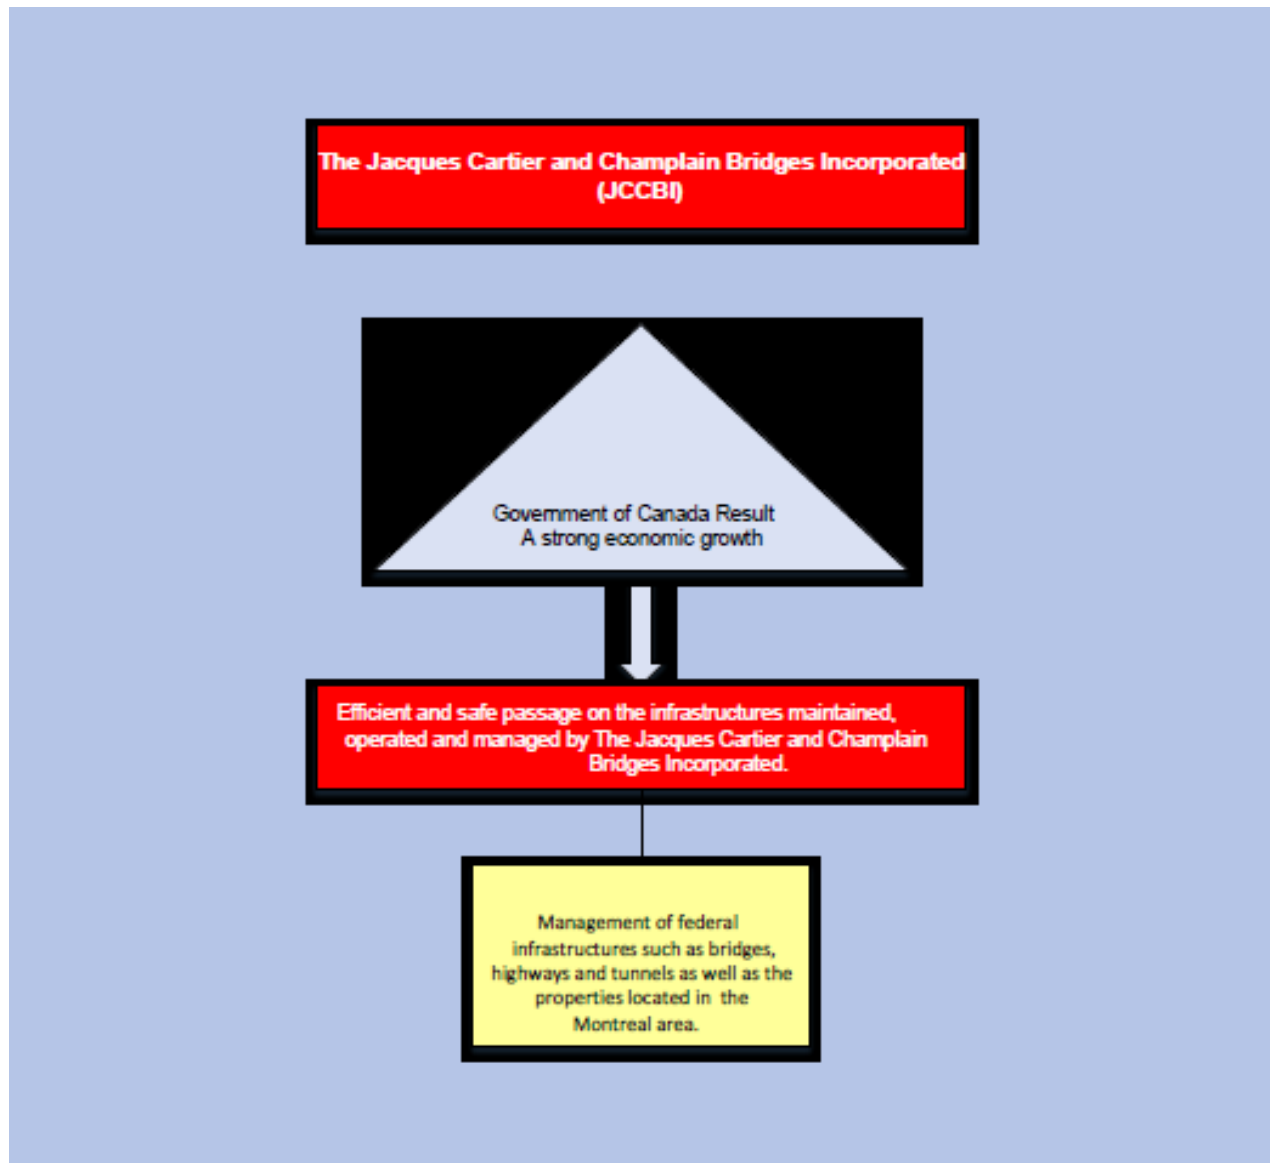 The Jacques Cartier and Champlain Bridges Incorporated
(JCCBI)
Government of Canada Result
A strong economic growth
Efficient and safe passage on the infrastructures maintained,
operated and managed by The Jacques Cartier and Champlain
Bridges Incorporated.
Management of federal
infrastructures such as bridges,
highways and tunnels as well as the
properties located in the
Montreal area.